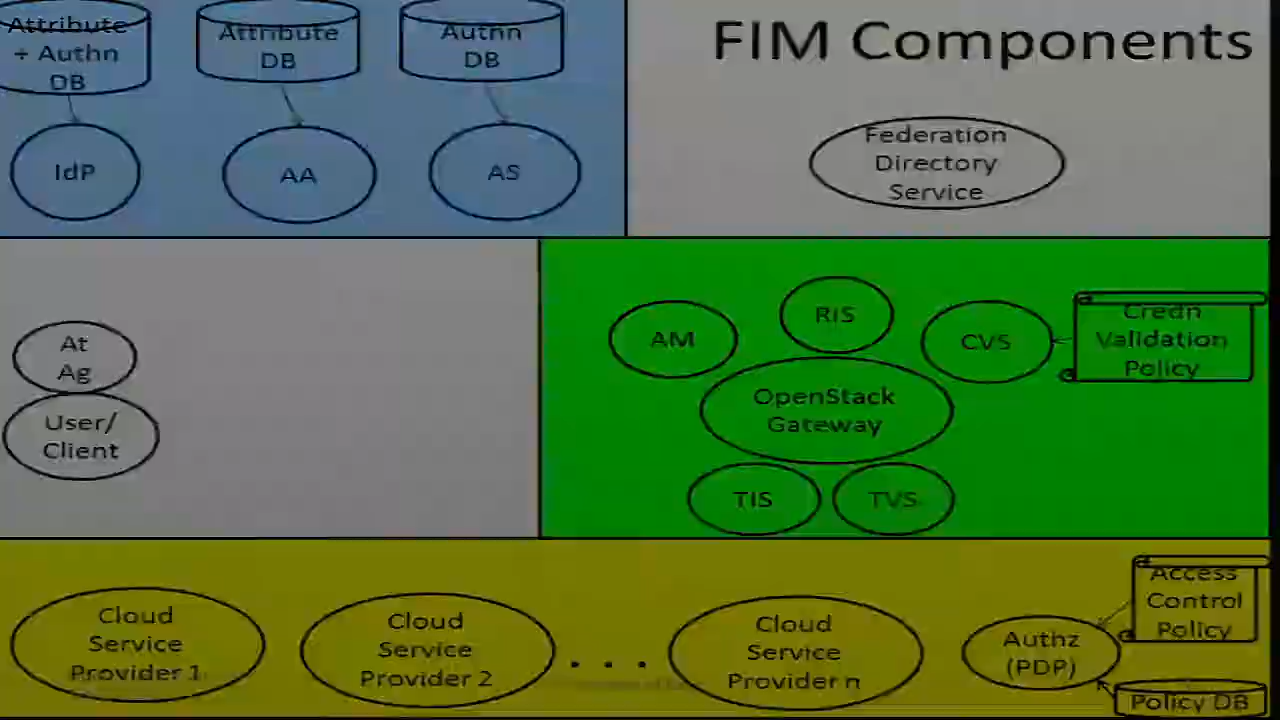 FIM Components
Attribute
+ Authn
DB
Attribute
DB
Authn
DB
IdP
AA
AS
Federation
Directory
Service
At
Ag
User/
Client
AM
RIS
CVS
Credn
Validation
Policy
OpenStack
Gateway
TIS
TVS
Cloud
Service
Provider 1
Cloud
Service
Provider 2
. . .
Cloud
Service
Provider n
Authz
(PDP)
Access
Control
Policy
Policy DB